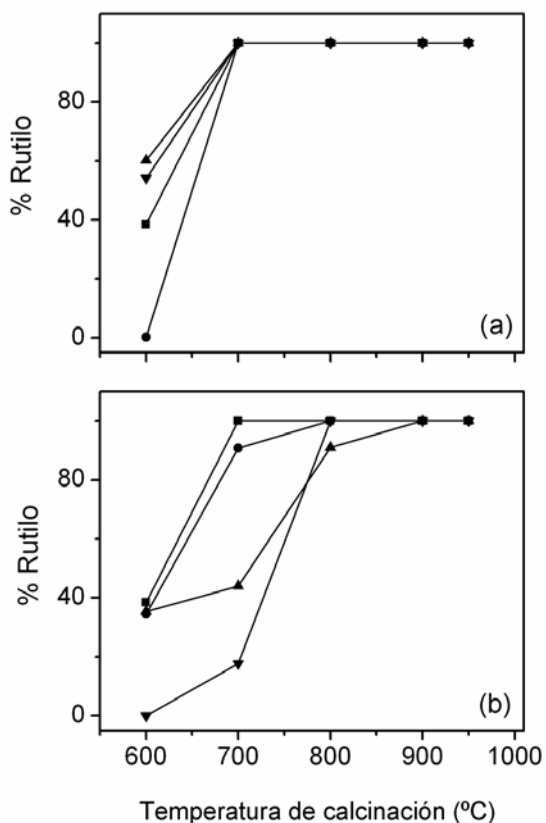 % Rutilo
80
40
0
(a)
% Rutilo
80
40
0
(b)
600 700 800 900 1000
Temperatura de calcinación (ºC)